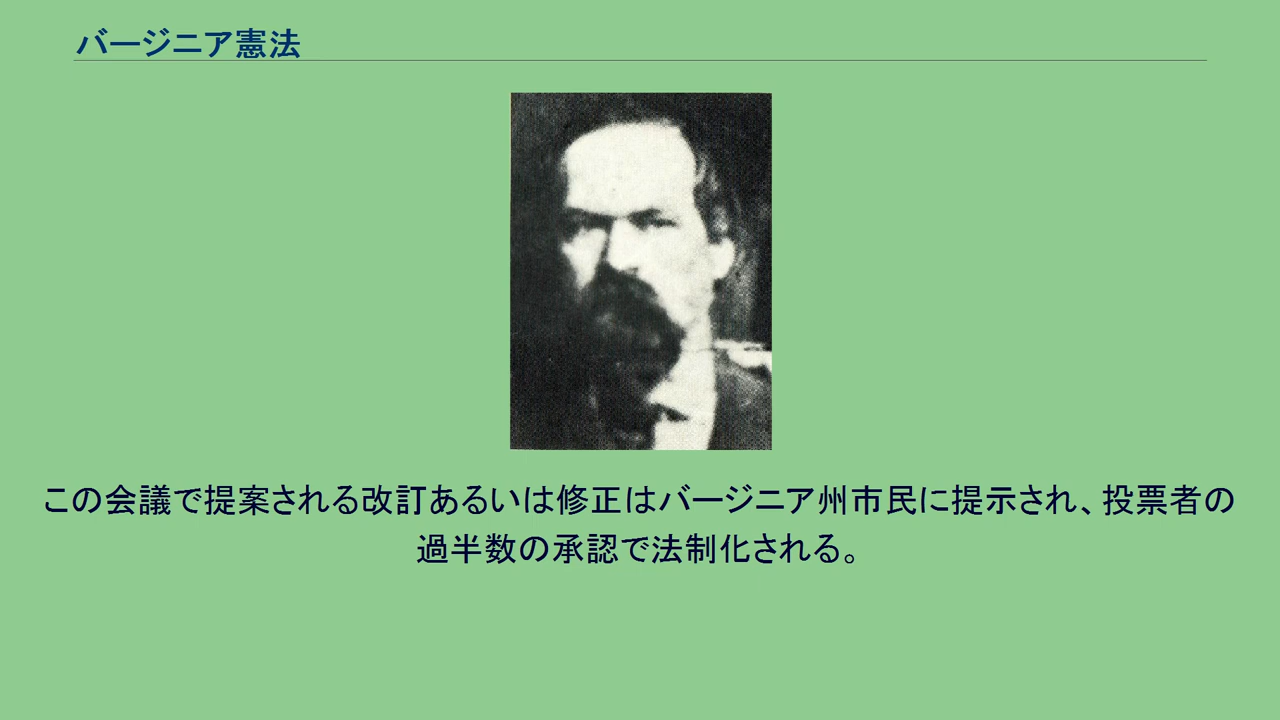 バージニア憲法
この会議で提案される改訂あるいは修正はバージニア州市民に提示され、投票者の
過半数の承認で法制化される。